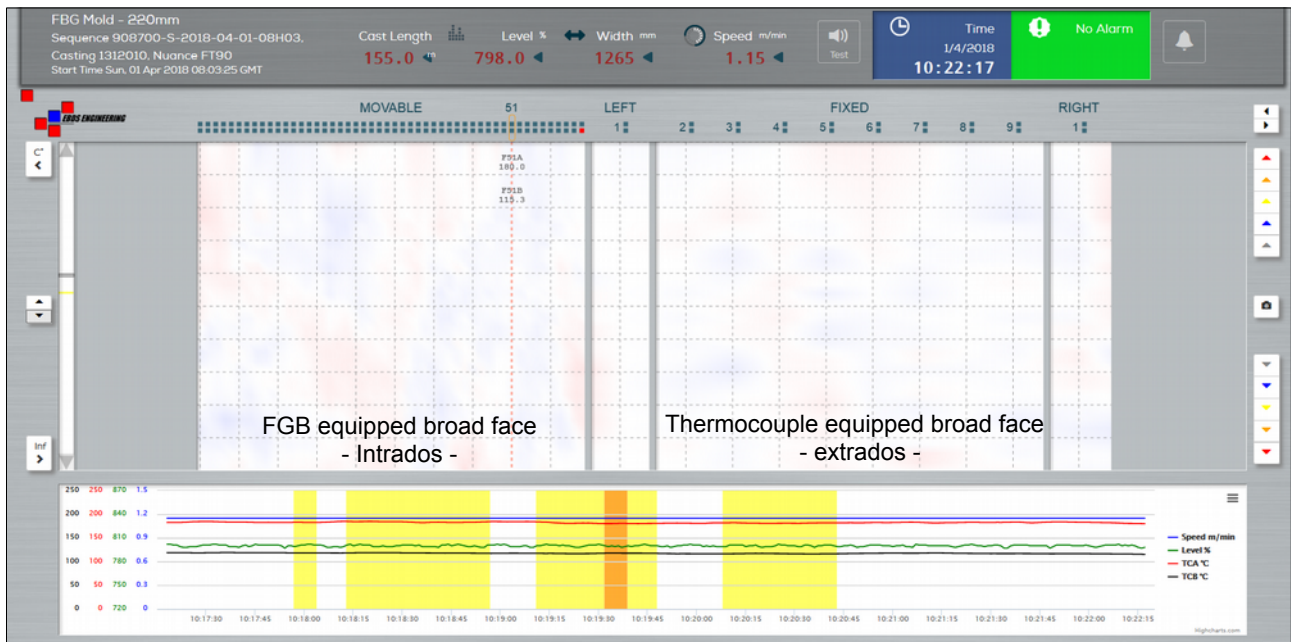 FBG Mold - 220mm
Sequence 908700-S-2018-04-01-08H03,
Casting 1312010, Nuance FT90
Start Time Sun, 01 Apr 2018 08:03:25 GMT
Cast Length Level % Width mm Speed m/min
155.0 m 798.0 1265 1.15
Test
Time
1/4/2018
10:22:17
No Alarm
EBDS ENGINEERING
MOVABLE 51 LEFT FIXED RIGHT
1 2 3 4 5 6 7 8 9 1
C°
F51A
180.0
F51B
115.3
FGB equipped broad face
- Intrados -
Thermocouple equipped broad face
- extrados -
Inf
250 250 870 1.5
200 200 840 1.2
150 150 810 0.9
100 100 780 0.6
50 50 750 0.3
0 0 720 0
Speed m/min
Level %
TCA °C
TCB °C
10:17:30 10:17:45 10:18:00 10:18:15 10:18:30 10:18:45 10:19:00 10:19:15 10:19:30 10:19:45 10:20:00 10:20:15 10:20:30 10:20:45 10:21:00 10:21:15 10:21:30 10:21:45 10:22:00 10:22:15
Highcharts.com